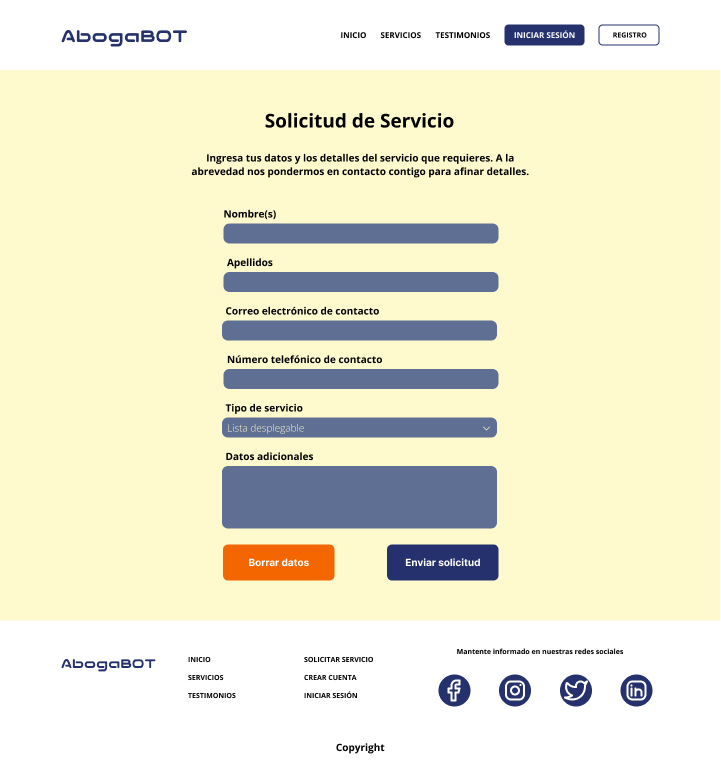 AbogaBOT
INICIO SERVICIOS TESTIMONIOS INICIAR SESIÓN REGISTRO
Solicitud de Servicio
Ingresa tus datos y los detalles del servicio que requieres. A la
abrevedad nos pondermos en contacto contigo para afinar detalles.
Nombre(s)
Apellidos
Correo electrónico de contacto
Número telefónico de contacto
Tipo de servicio
Lista desplegable
Datos adicionales
Borrar datos Enviar solicitud
AbogaBOT
INICIO
SERVICIOS
TESTIMONIOS
SOLICITAR SERVICIO
CREAR CUENTA
INICIAR SESIÓN
Mantente informado en nuestras redes sociales
Copyright